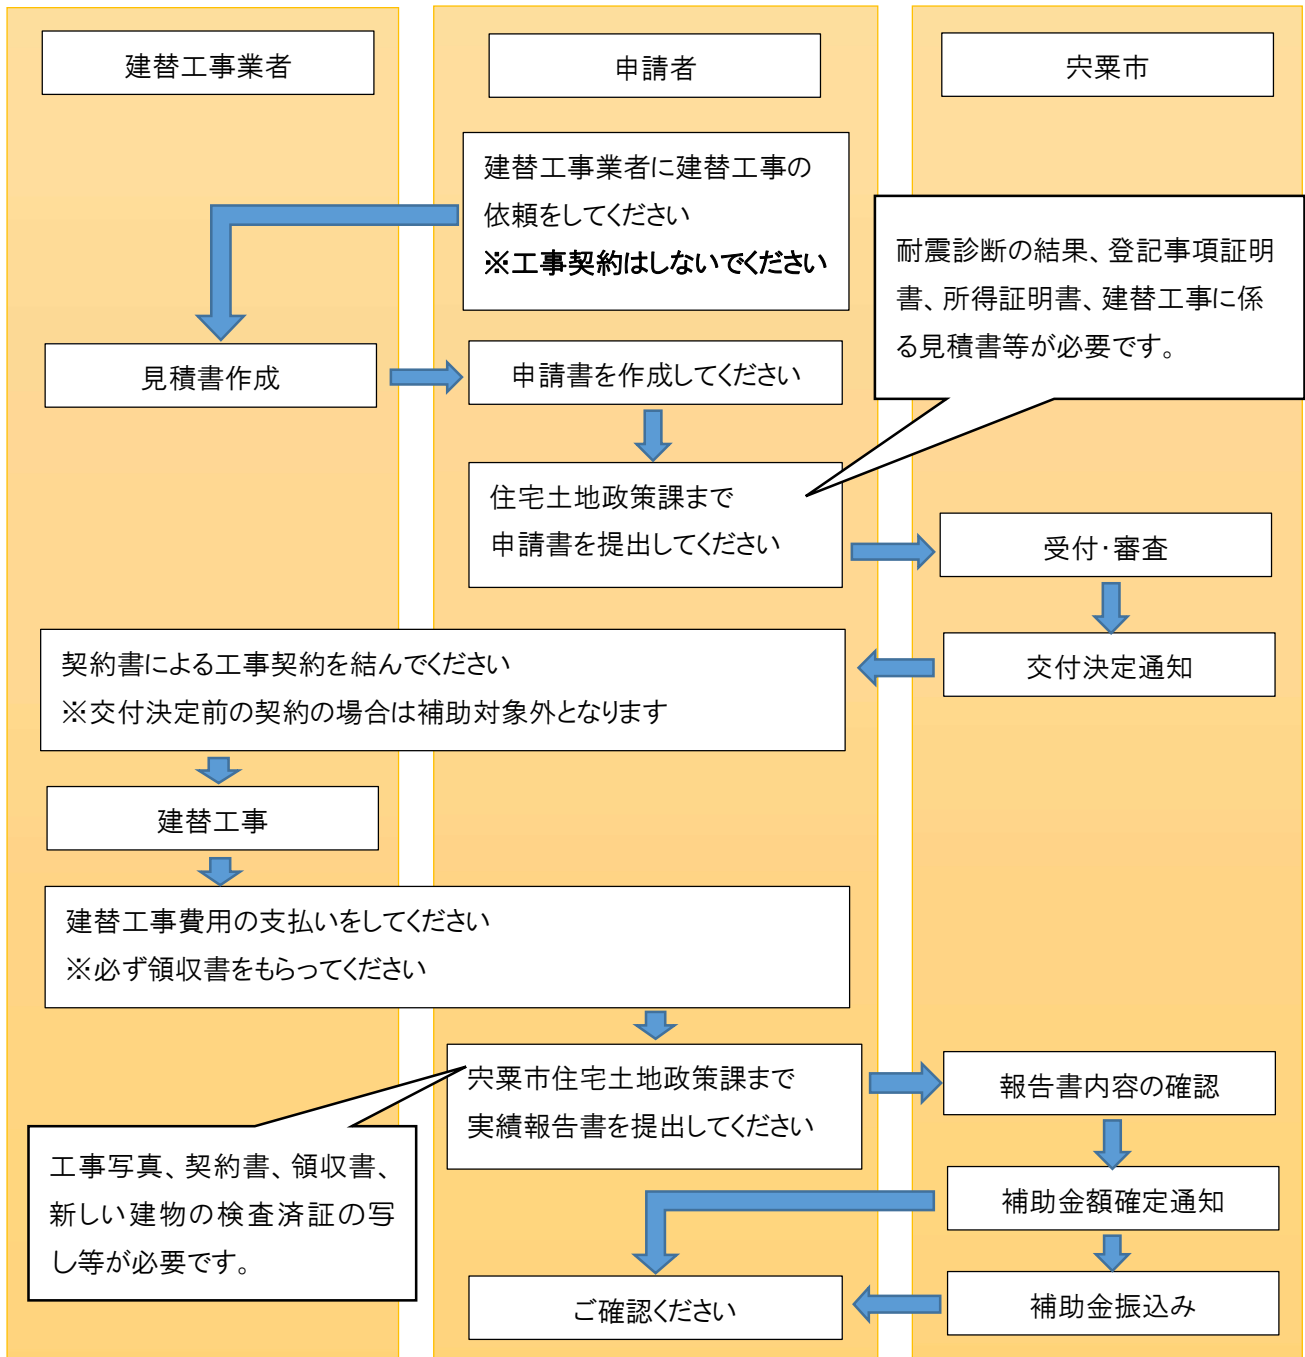 建替工事業者
申請者
宍粟市
建替工事業者に建替工事の
依頼をしてください
※工事契約はしないでください
耐震診断の結果、登記事項証明
書、所得証明書、建替工事に係
る見積書等が必要です。
見積書作成
申請書を作成してください
住宅土地政策課まで
申請書を提出してください
受付・審査
交付決定通知
契約書による工事契約を結んでください
※交付決定前の契約の場合は補助対象外となります
建替工事
建替工事費用の支払いをしてください
※必ず領収書をもらってください
宍粟市住宅土地政策課まで
実績報告書を提出してください
工事写真、契約書、領収書、
新しい建物の検査済証の写
し等が必要です。
報告書内容の確認
補助金額確定通知
補助金振込み
ご確認ください